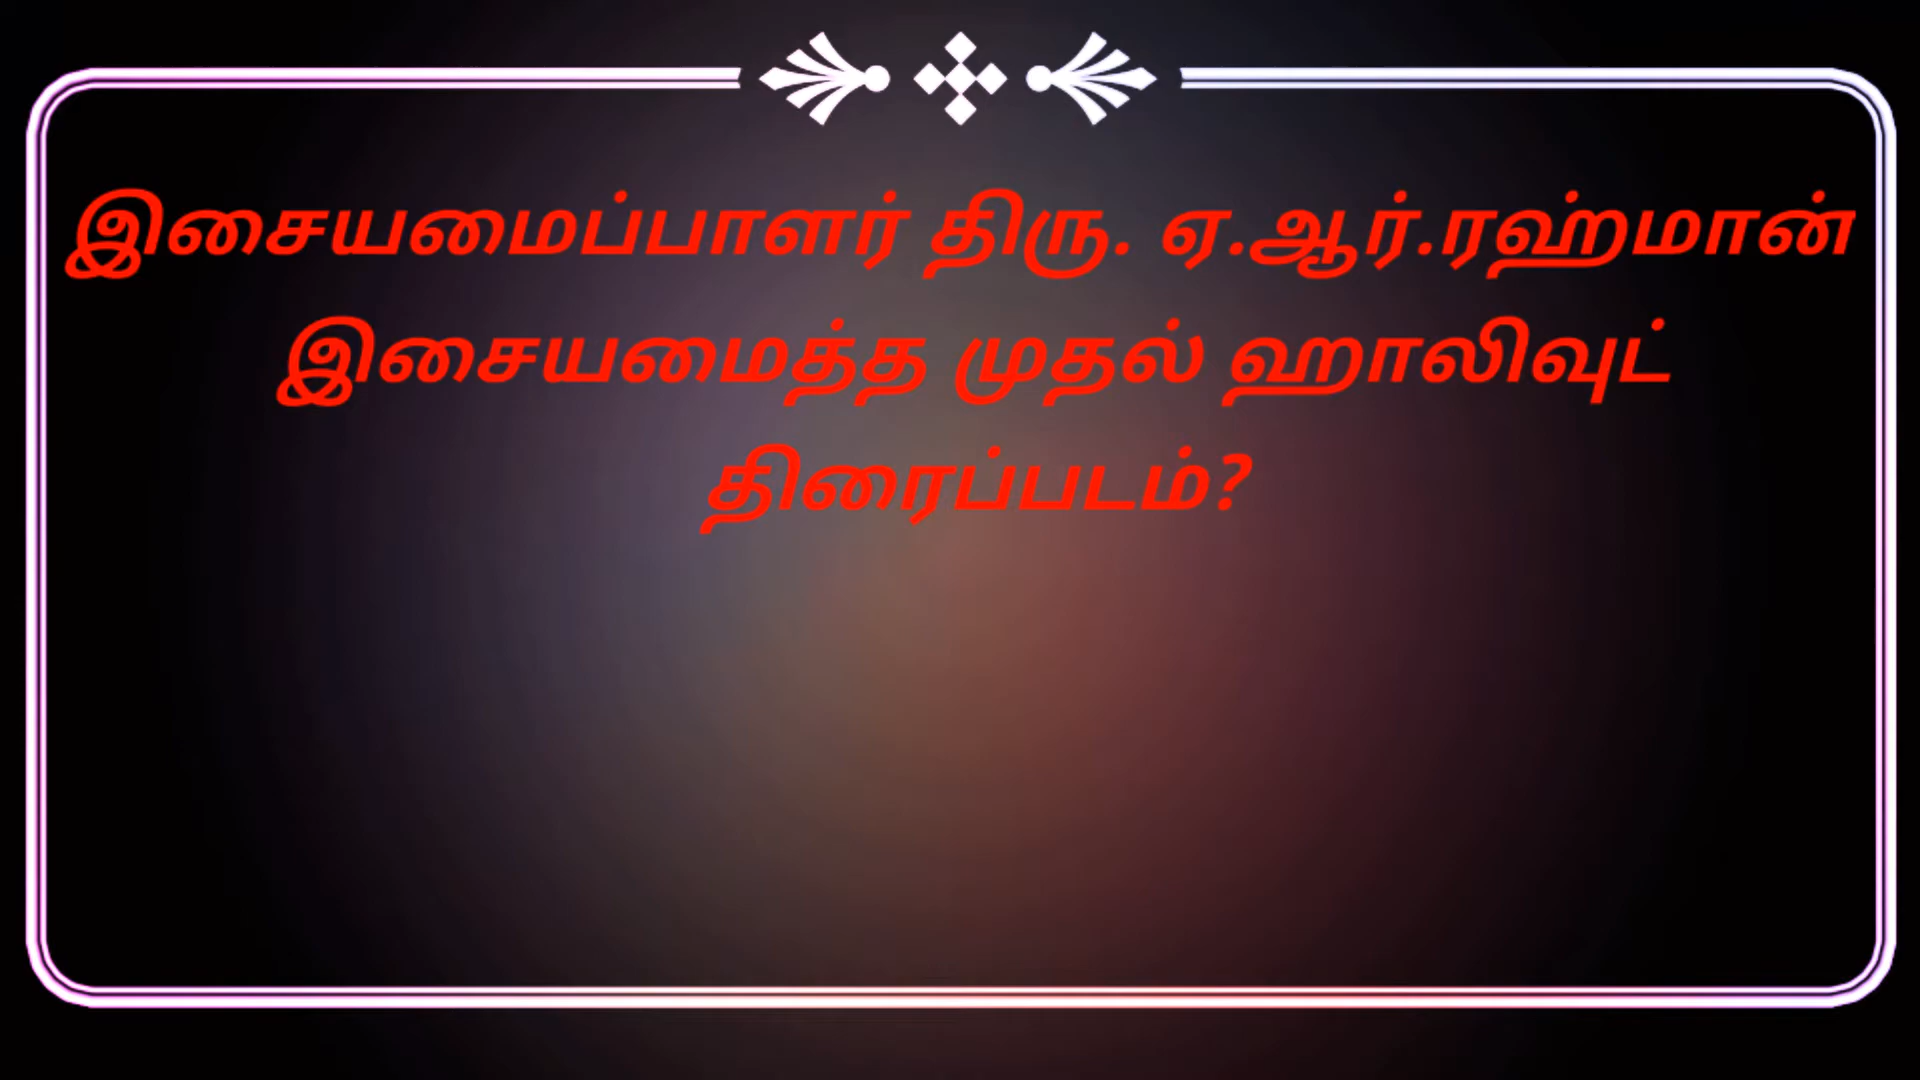 இசையமைப்பாளர் திரு. ஏ.ஆர்.ரஹ்மான்
இசையமைத்த முதல் ஹாலிவுட்
திரைப்படம்?